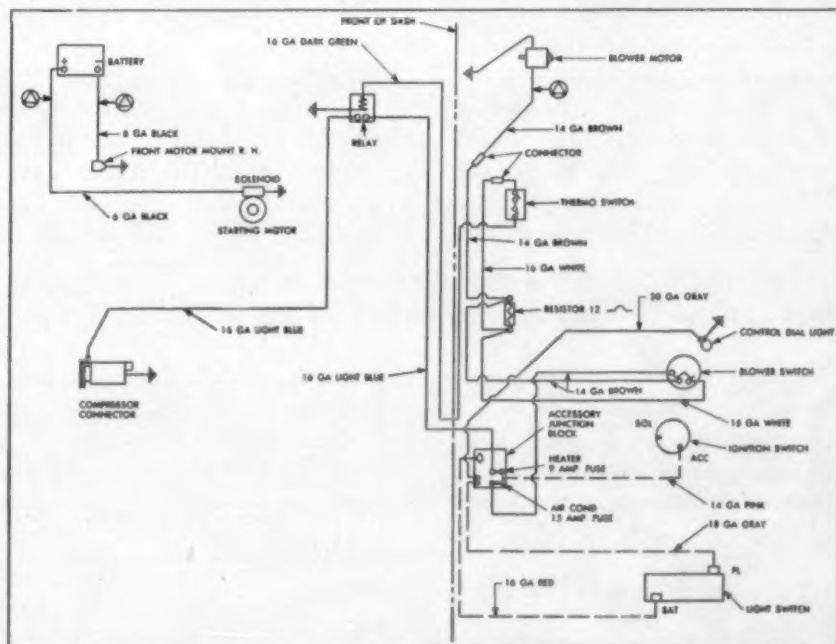 FRONT OF DASH
16 GA DARK GREEN
BATTERY
BLOWER MOTOR
RELAY
14 GA BROWN
6 GA BLACK
FRONT MOTOR MOUNT R. H.
CONNECTOR
SOLENOID
THERMO SWITCH
6 GA BLACK
STARTING MOTOR
14 GA BROWN
16 GA WHITE
20 GA GRAY
RESISTOR 12
CONTROL DIAL LIGHT
16 GA LIGHT BLUE
16 GA LIGHT BLUE
BLOWER SWITCH
14 GA BROWN
COMPRESSOR
CONNECTOR
16 GA WHITE
ACCESSORY
JUNCTION
BLOCK
SOL
IGNITION SWITCH
HEATER
9 AMP FUSE
ACC
AIR COND
15 AMP FUSE
14 GA PINK
18 GA GRAY
PL
16 GA RED
BAT
LIGHT SWITCH